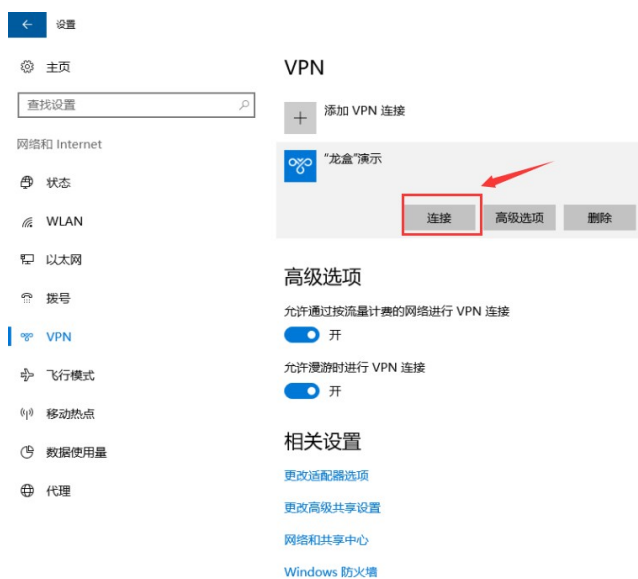 设置
主页
查找设置
网络和 Internet
状态
WLAN
以太网
拨号
VPN
飞行模式
移动热点
数据使用量
代理
VPN
添加 VPN 连接
"龙盒"演示
连接 高级选项 删除
高级选项
允许通过按流量计费的网络进行 VPN 连接
开
允许漫游时进行 VPN 连接
开
相关设置
更改适配器选项
更改高级共享设置
网络和共享中心
Windows 防火墙